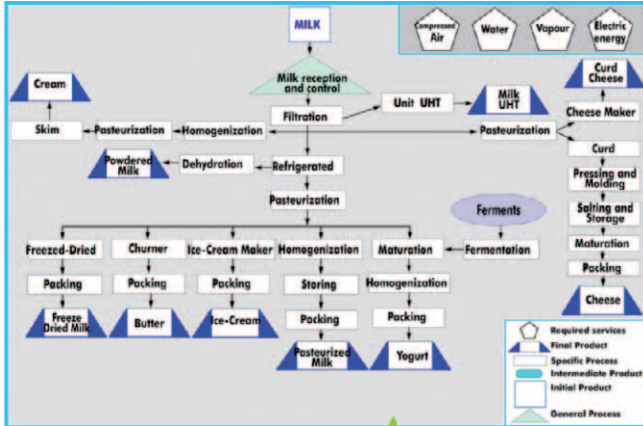 MILK
Compressed
Air
Water
Vapour
Electric
energy
Milk reception
and control
Cream
Unit UHT
Milk
UHT
Curd
Cheese
Filtration
Cheese Maker
Skim
Pasteurization
Homogenization
Pasteurization
Curd
Powdered
Milk
Dehydration
Refrigerated
Pressing and
Molding
Pasteurization
Salting and
Storage
Ferments
Freezed-Dried
Churner
Ice-Cream Maker
Homogenization
Maturation
Fermentation
Maturation
Packing
Packing
Packing
Storing
Homogenization
Packing
Freeze
Dried Milk
Butter
Ice-Cream
Packing
Packing
Cheese
Pasteurized
Milk
Yogurt
Required services
Final Product
Specific Process
Intermediate Product
Initial Product
General Process